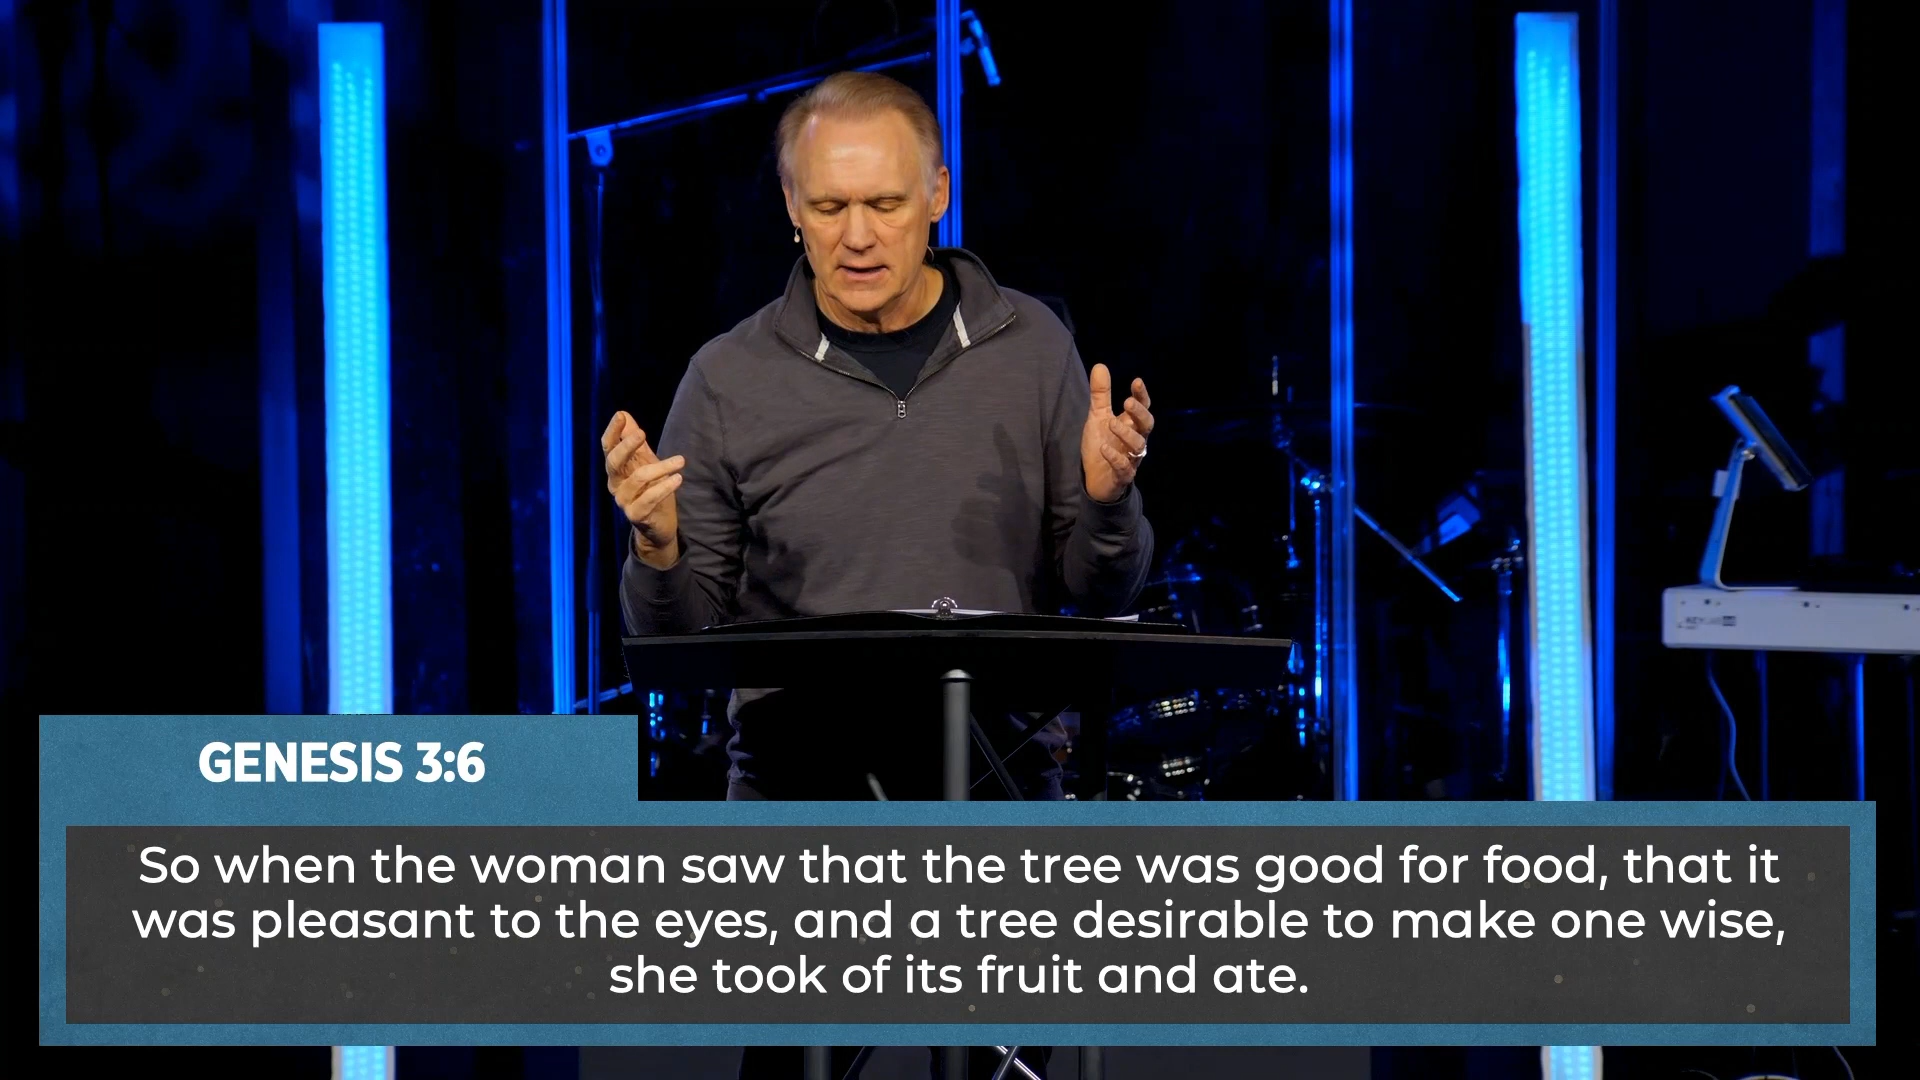 GENESIS 3:6
So when the woman saw that the tree was good for food, that it
was pleasant to the eyes, and a tree desirable to make one wise,
she took of its fruit and ate.